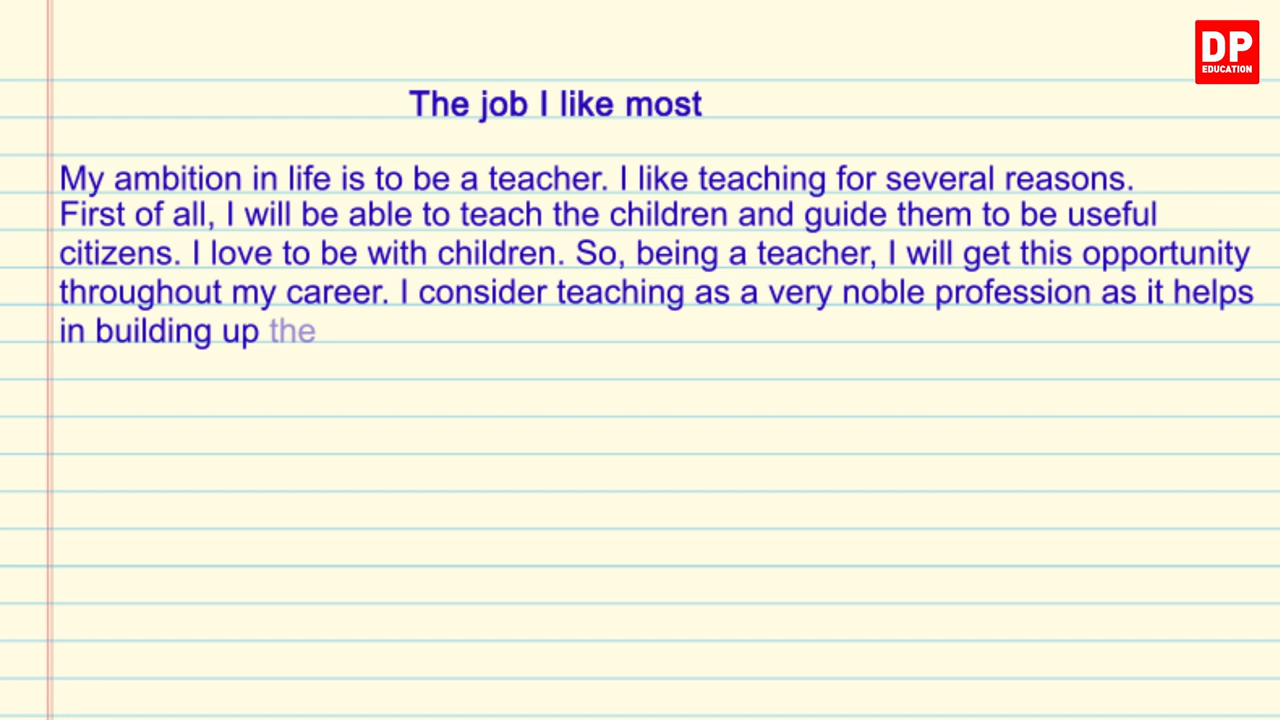 DP
EDUCATION
The job I like most
My ambition in life is to be a teacher. I like teaching for several reasons.
First of all, I will be able to teach the children and guide them to be useful
citizens. I love to be with children. So, being a teacher, I will get this opportunity
throughout my career. I consider teaching as a very noble profession as it helps
in building up the